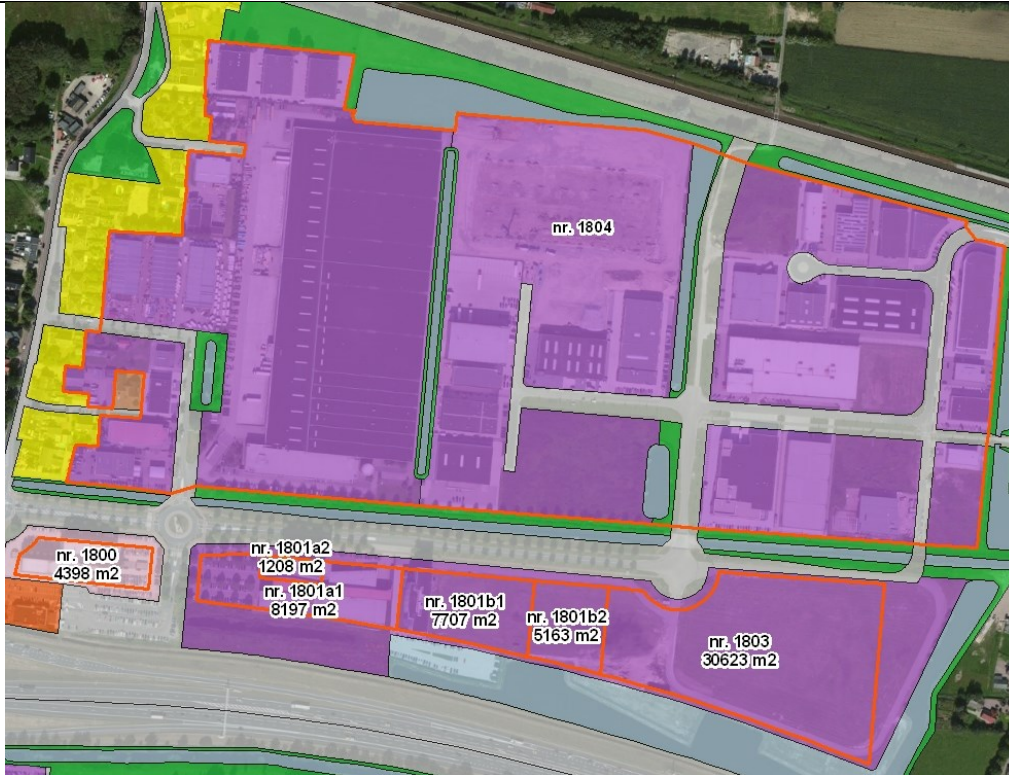 nr. 1804
nr. 1800
4398 m2
nr. 1801a2
1208 m2
nr. 1801a1
8197 m2
nr. 1801b1
7707 m2
nr. 1801b2
5163 m2
nr. 1803
30623 m2